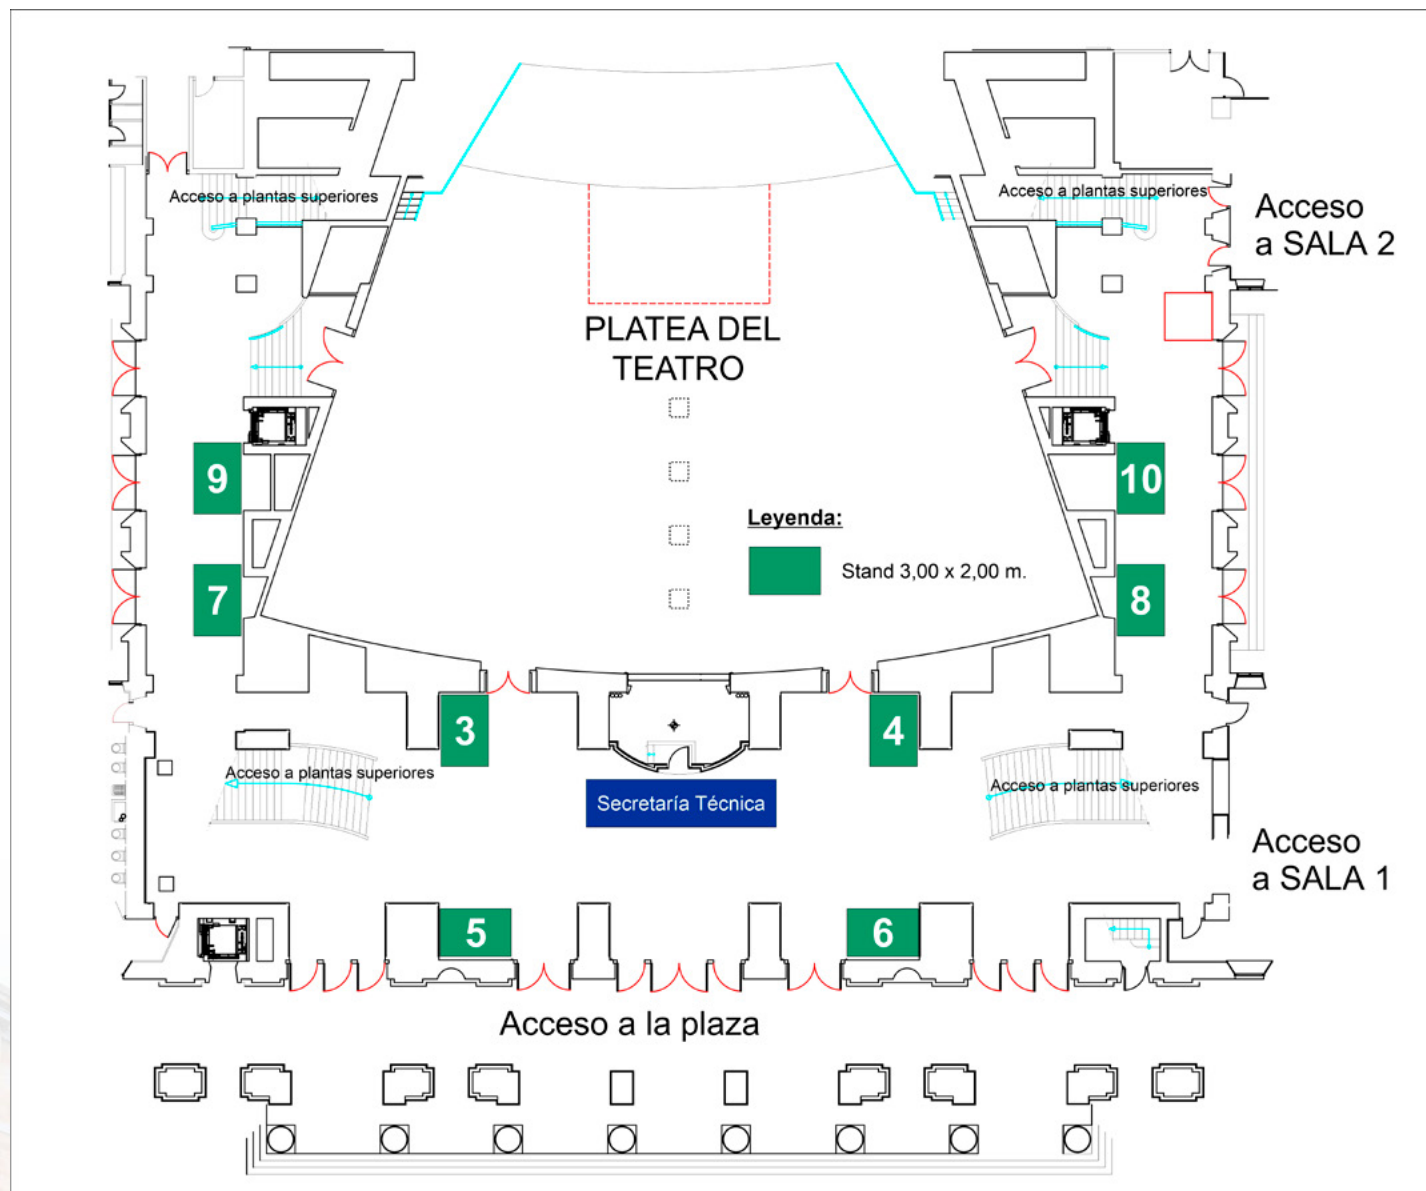 Acceso a plantas superiores
Acceso a plantas superiores
Acceso
a SALA 2
PLATEA DEL
TEATRO
9
10
Leyenda:
Stand 3,00 x 2,00 m.
7
8
3
4
Acceso a plantas superiores
Acceso a plantas superiores
Secretaría Técnica
Acceso
a SALA 1
5
6
Acceso a la plaza